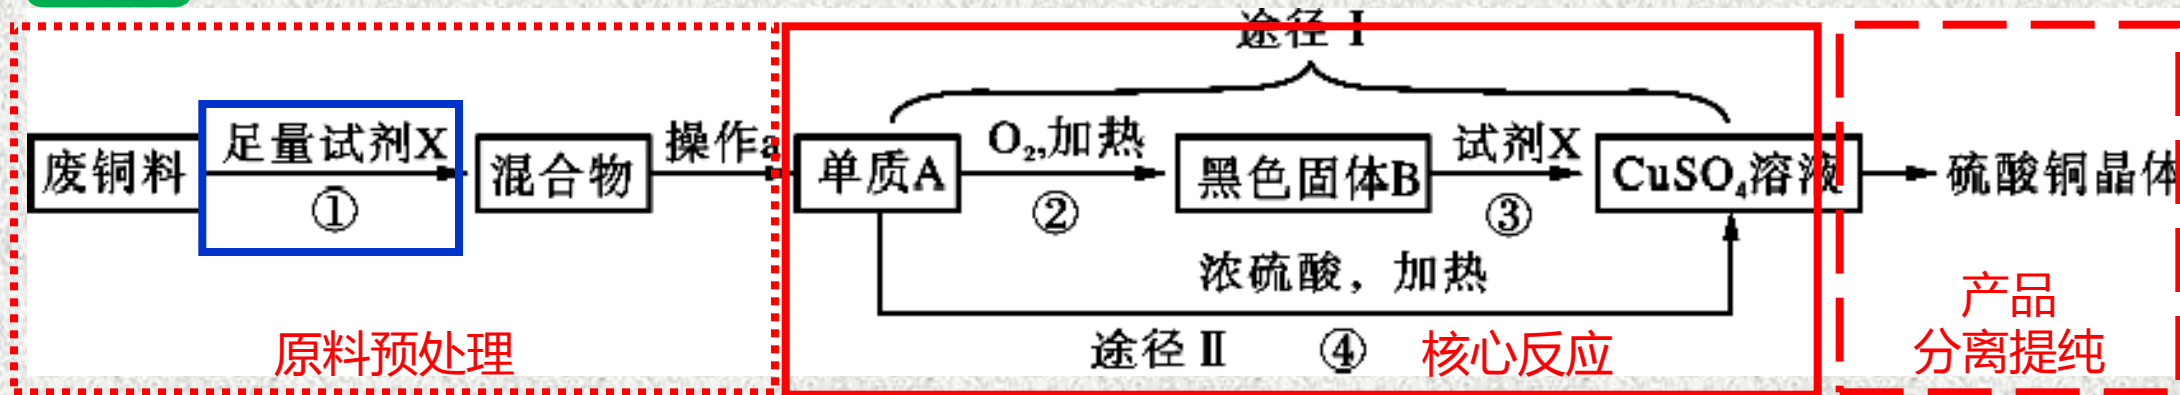 途径 Ⅰ
废铜料
足量试剂X
①
混合物
操作a
单质A
O₂,加热
②
黑色固体B
试剂X
③
CuSO₄溶液
硫酸铜晶体
浓硫酸，加热
途径 Ⅱ
④
原料预处理
核心反应
产品
分离提纯